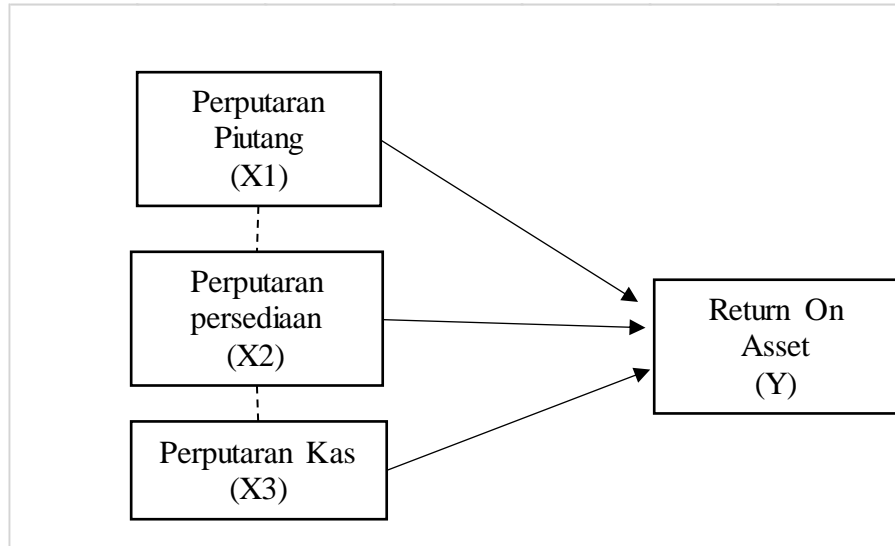 Perputaran
Piutang
(X1)
Perputaran
persediaan
(X2)
Perputaran Kas
(X3)
Return On
Asset
(Y)